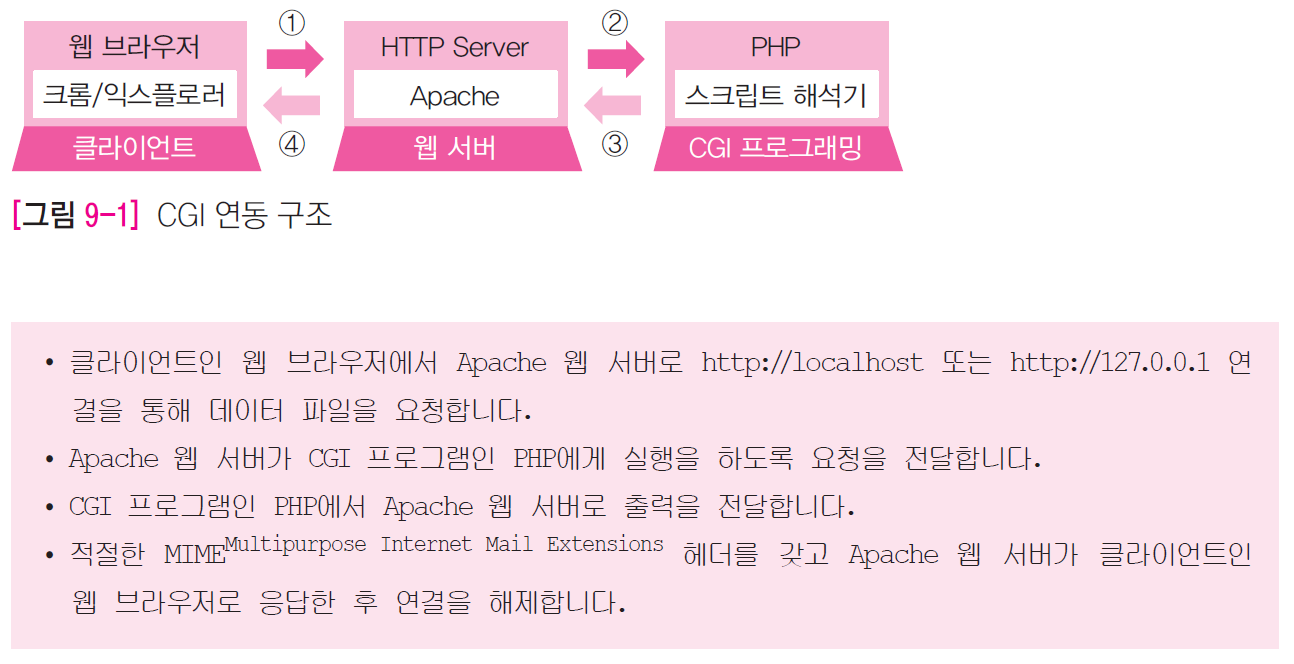 ① ②
웹 브라우저 HTTP Server PHP
크롬/익스플로러 Apache 스크립트 해석기
클라이언트 ④ 웹 서버 ③ CGI 프로그래밍
[그림 9-1] CGI 연동 구조
• 클라이언트인 웹 브라우저에서 Apache 웹 서버로 http://localhost 또는 http://127.0.0.1 연
결을 통해 데이터 파일을 요청합니다.
• Apache 웹 서버가 CGI 프로그램인 PHP에게 실행을 하도록 요청을 전달합니다.
• CGI 프로그램인 PHP에서 Apache 웹 서버로 출력을 전달합니다.
• 적절한 MIME Multipurpose Internet Mail Extensions 헤더를 갖고 Apache 웹 서버가 클라이언트인
웹 브라우저로 응답한 후 연결을 해제합니다.